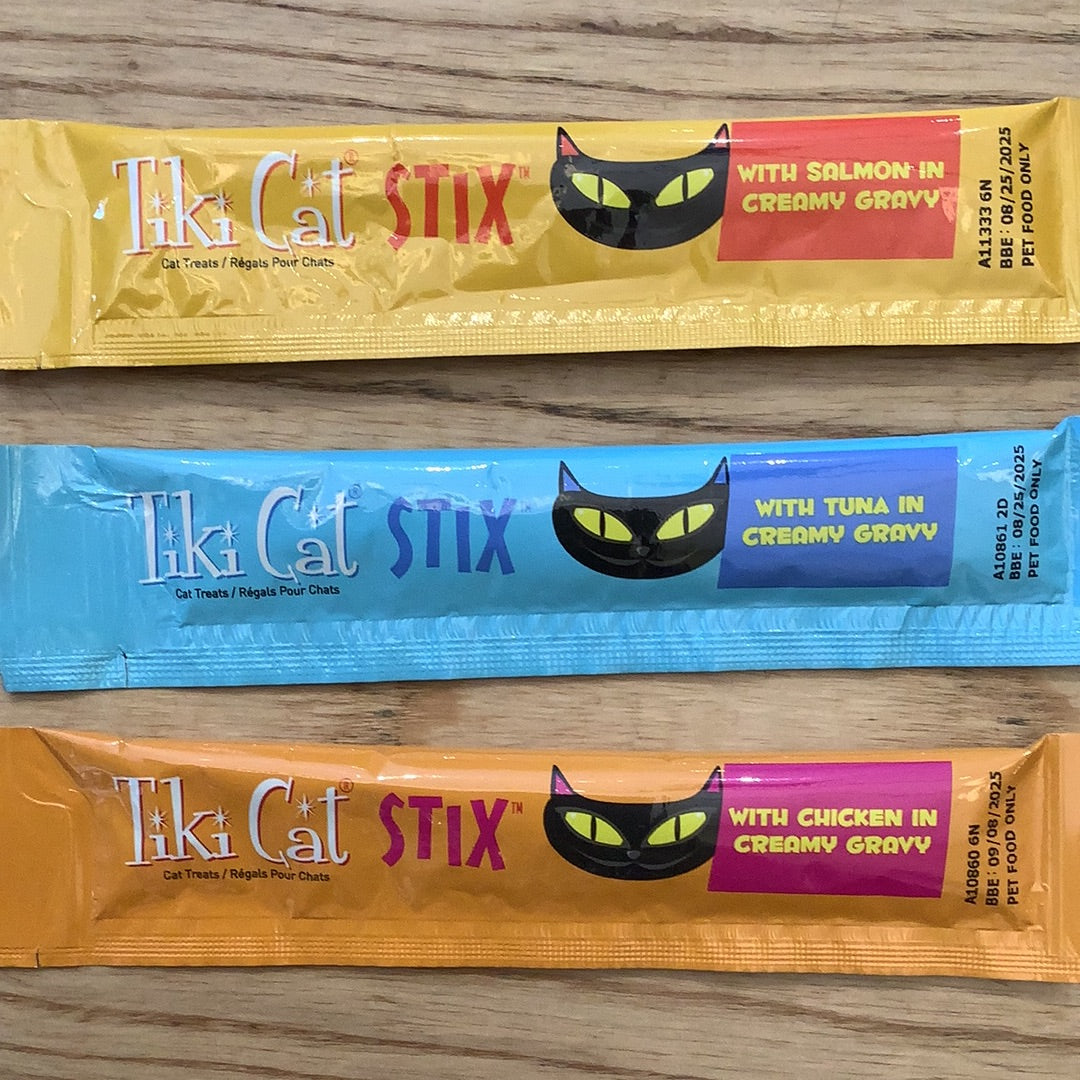 Tiki Cat® STIX™
Cat Treats / Régals Pour Chats
WITH SALMON IN
CREAMY GRAVY
A11333 6N
BBE: 08/25/2025
PET FOOD ONLY
Tiki Cat® STIX™
Cat Treats / Régals Pour Chats
WITH TUNA IN
CREAMY GRAVY
A10861 2D
BBE: 08/25/2025
PET FOOD ONLY
Tiki Cat® STIX™
Cat Treats / Régals Pour Chats
WITH CHICKEN IN
CREAMY GRAVY
A10860 6N
BBE: 09/08/2025
PET FOOD ONLY